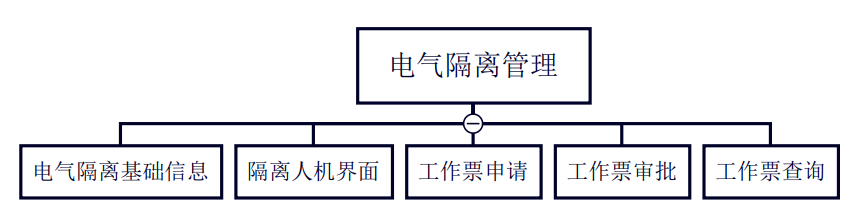 电气隔离管理
电气隔离基础信息
隔离人机界面
工作票申请
工作票审批
工作票查询